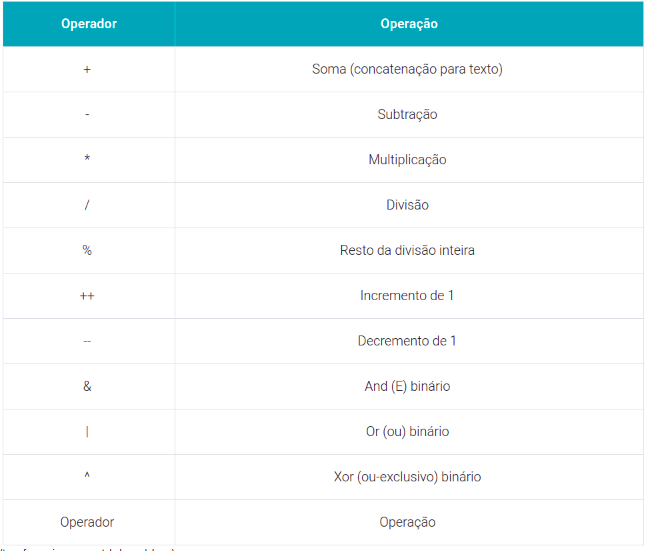 Operador Operação
+ Soma (concatenação para texto)
- Subtração
* Multiplicação
/ Divisão
% Resto da divisão inteira
++ Incremento de 1
-- Decremento de 1
& And (E) binário
| Or (ou) binário
^ Xor (ou-exclusivo) binário
Operador Operação